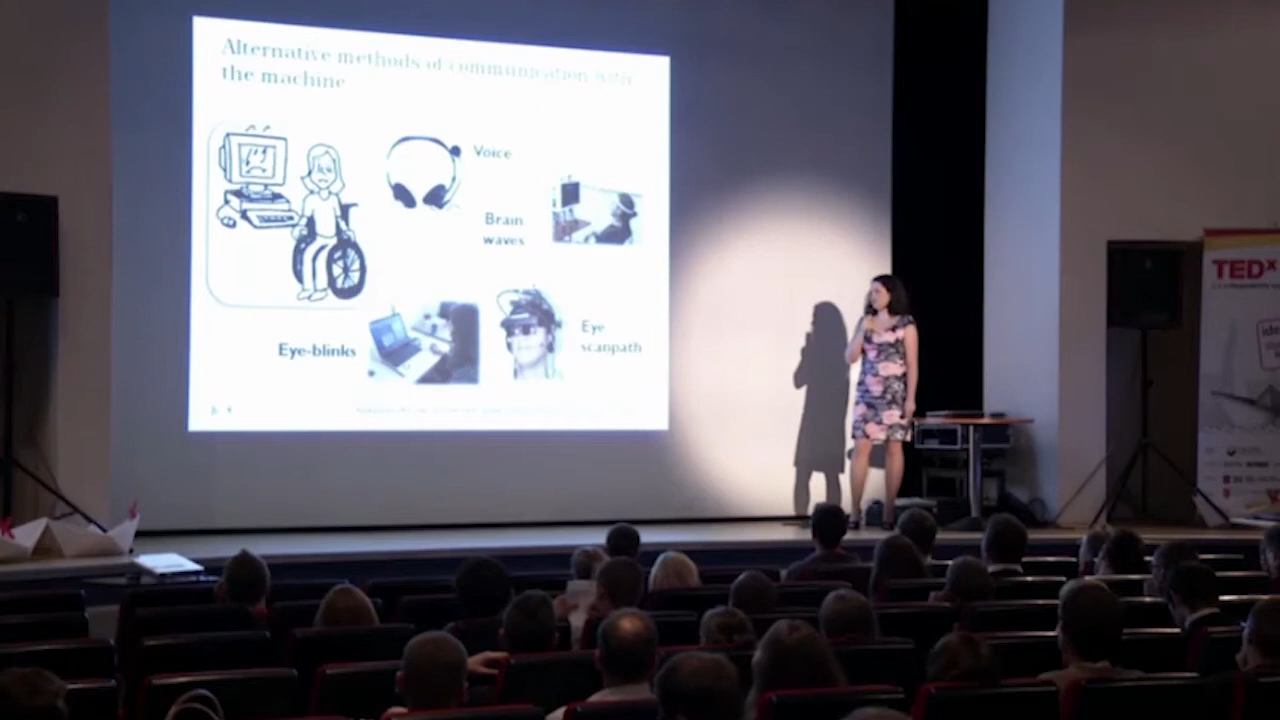 Alternative methods of communication with
the machine
Voice
Brain
waves
Eye-blinks
Eye
scanpath
TEDx